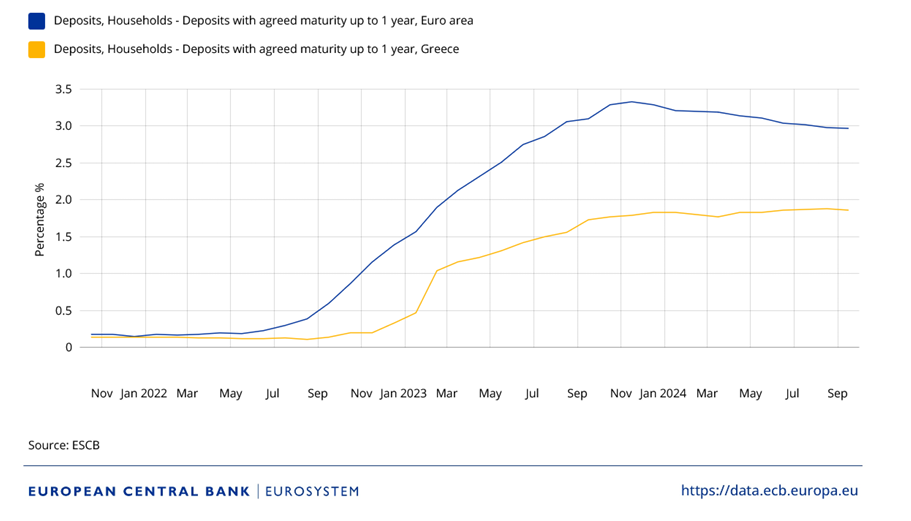 Deposits, Households - Deposits with agreed maturity up to 1 year, Euro area
Deposits, Households - Deposits with agreed maturity up to 1 year, Greece
Percentage %
3.5
3.0
2.5
2.0
1.5
1.0
0.5
0
Nov Jan 2022 Mar May Jul Sep Nov Jan 2023 Mar May Jul Sep Nov Jan 2024 Mar May Jul Sep
Source: ESCB
EUROPEAN CENTRAL BANK | EUROSYSTEM
https://data.ecb.europa.eu